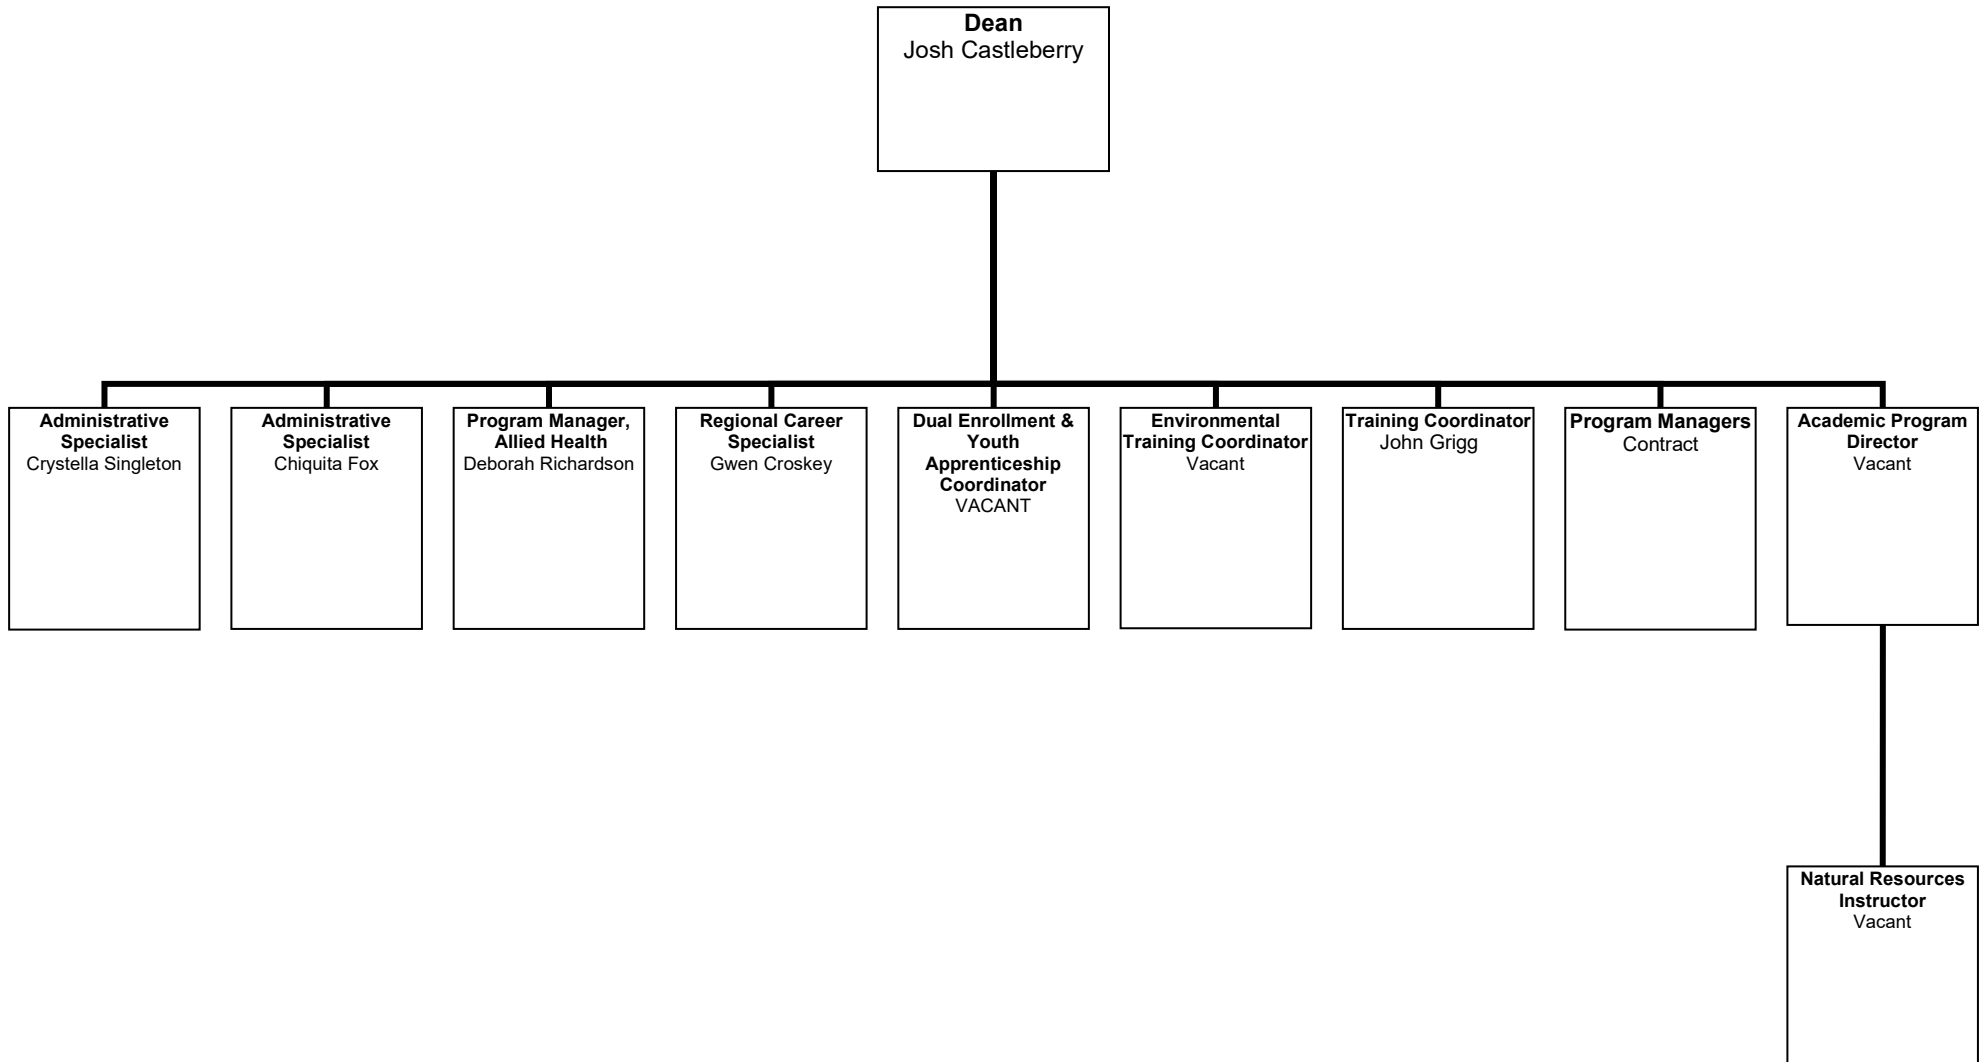 Dean
Josh Castleberry
Administrative
Specialist
Crystella Singleton
Administrative
Specialist
Chiquita Fox
Program Manager,
Allied Health
Deborah Richardson
Regional Career
Specialist
Gwen Croskey
Dual Enrollment &
Youth
Apprenticeship
Coordinator
VACANT
Environmental
Training Coordinator
Vacant
Training Coordinator
John Grigg
Program Managers
Contract
Academic Program
Director
Vacant
Natural Resources
Instructor
Vacant